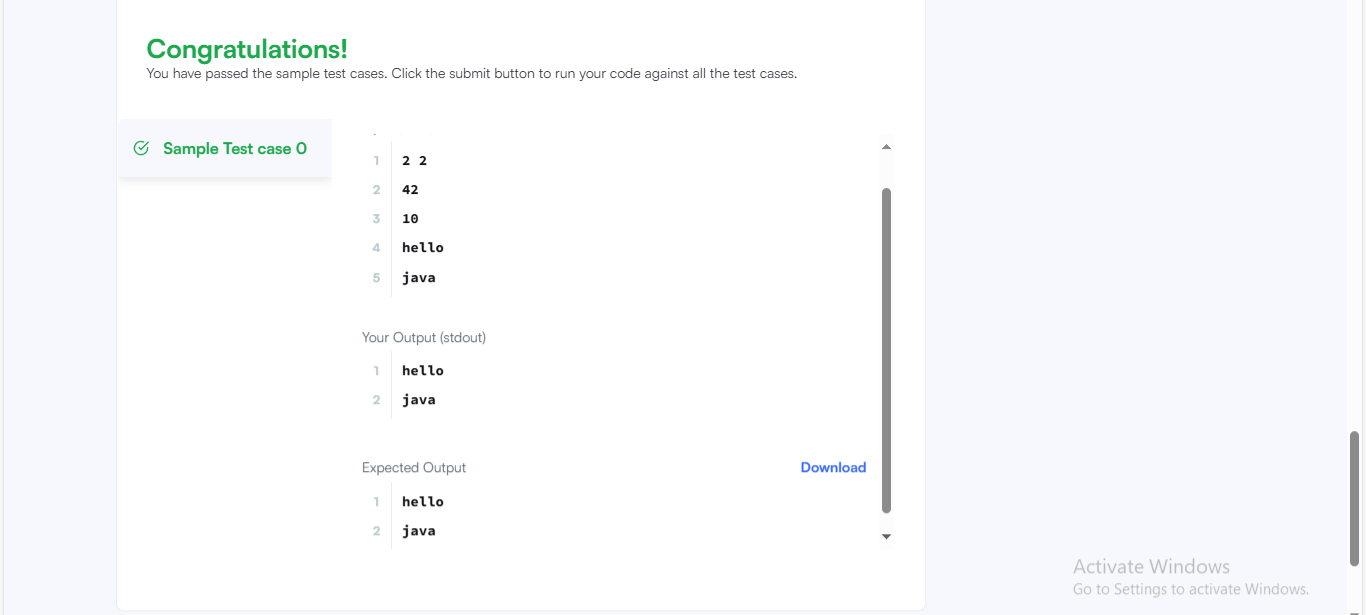 Congratulations!
You have passed the sample test cases. Click the submit button to run your code against all the test cases.
Sample Test case 0
1 2 2
2 42
3 10
4 hello
5 java
Your Output (stdout)
1 hello
2 java
Expected Output Download
1 hello
2 java
Activate Windows
Go to Settings to activate Windows.